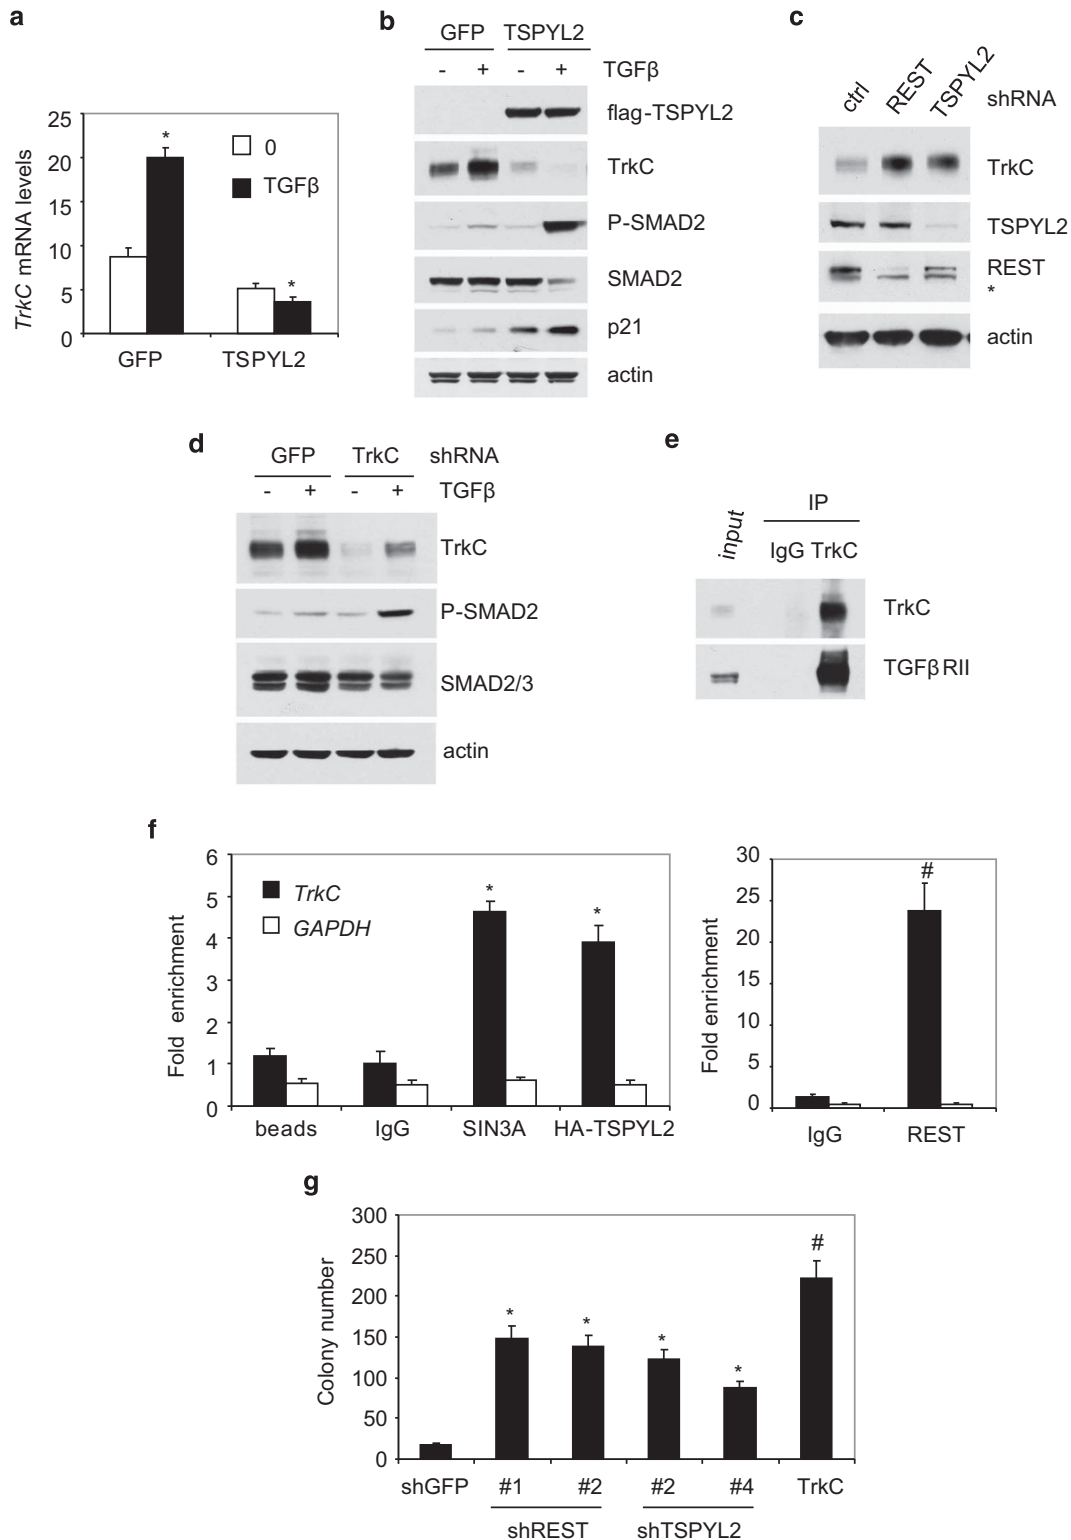 a
25
20
15
10
5
0
TrkC mRNA levels
*
*
0
TGFβ
GFP
TSPYL2
b
GFP TSPYL2
- + - + TGFβ
flag-TSPYL2
TrkC
P-SMAD2
SMAD2
p21
actin
c
ctrl REST TSPYL2 shRNA
TrkC
TSPYL2
REST
*
actin
d
GFP TrkC shRNA
- + - + TGFβ
TrkC
P-SMAD2
SMAD2/3
actin
e
IP
input IgG TrkC
TrkC
TGFβRII
f
6
5
4
3
2
1
0
Fold enrichment
TrkC
GAPDH
*
*
beads IgG SIN3A HA-TSPYL2
30
25
20
15
10
5
0
Fold enrichment
#
IgG REST
g
300
250
200
150
100
50
0
Colony number
* * * * #
shGFP #1 #2 #2 #4 TrkC
shREST shTSPYL2